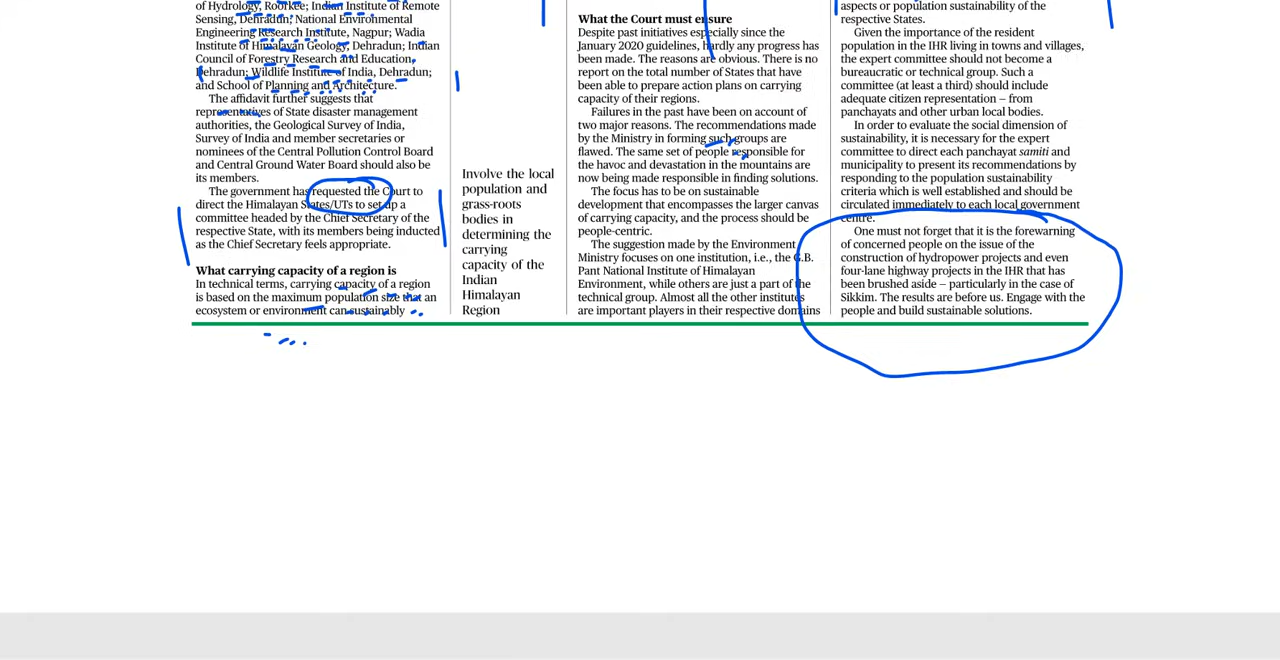 of Hydrology, Roorkee; Indian Institute of Remote
Sensing, Dehradun; National Environmental
Engineering Research Institute, Nagpur; Wadia
Institute of Himalayan Geology, Dehradun; Indian
Council of Forestry Research and Education,
Dehradun; Wildlife Institute of India, Dehradun;
and School of Planning and Architecture.
The affidavit further suggests that
representatives of State disaster management
authorities, the Geological Survey of India,
Survey of India and member secretaries or
nominees of the Central Pollution Control Board
and Central Ground Water Board should also be
its members.
The government has requested the Court to
direct the Himalayan States/UTs to set up a
committee headed by the Chief Secretary of the
respective State, with its members being inducted
as the Chief Secretary feels appropriate.
What carrying capacity of a region is
In technical terms, carrying capacity of a region
is based on the maximum population size that an
ecosystem or environment can sustainably
Involve the local
population and
grass-roots
bodies in
determining the
carrying
capacity of the
Indian
Himalayan
Region
What the Court must ensure
Despite past initiatives especially since the
January 2020 guidelines, hardly any progress has
been made. The reasons are obvious. There is no
report on the total number of States that have
been able to prepare action plans on carrying
capacity of their regions.
Failures in the past have been on account of
two major reasons. The recommendations made
by the Ministry in forming such groups are
flawed. The same set of people responsible for
the havoc and devastation in the mountains are
now being made responsible in finding solutions.
The focus has to be on sustainable
development that encompasses the larger canvas
of carrying capacity, and the process should be
people-centric.
The suggestion made by the Environment
Ministry focuses on one institution, i.e., the G.B.
Pant National Institute of Himalayan
Environment, while others are just a part of the
technical group. Almost all the other institutes
are important players in their respective domains
aspects or population sustainability of the
respective States.
Given the importance of the resident
population in the IHR living in towns and villages,
the expert committee should not become a
bureaucratic or technical group. Such a
committee (at least a third) should include
adequate citizen representation – from
panchayats and other urban local bodies.
In order to evaluate the social dimension of
sustainability, it is necessary for the expert
committee to direct each panchayat samiti and
municipality to present its recommendations by
responding to the population sustainability
criteria which is well established and should be
circulated immediately to each local government
centre.
One must not forget that it is the forewarning
of concerned people on the issue of the
construction of hydropower projects and even
four-lane highway projects in the IHR that has
been brushed aside – particularly in the case of
Sikkim. The results are before us. Engage with the
people and build sustainable solutions.